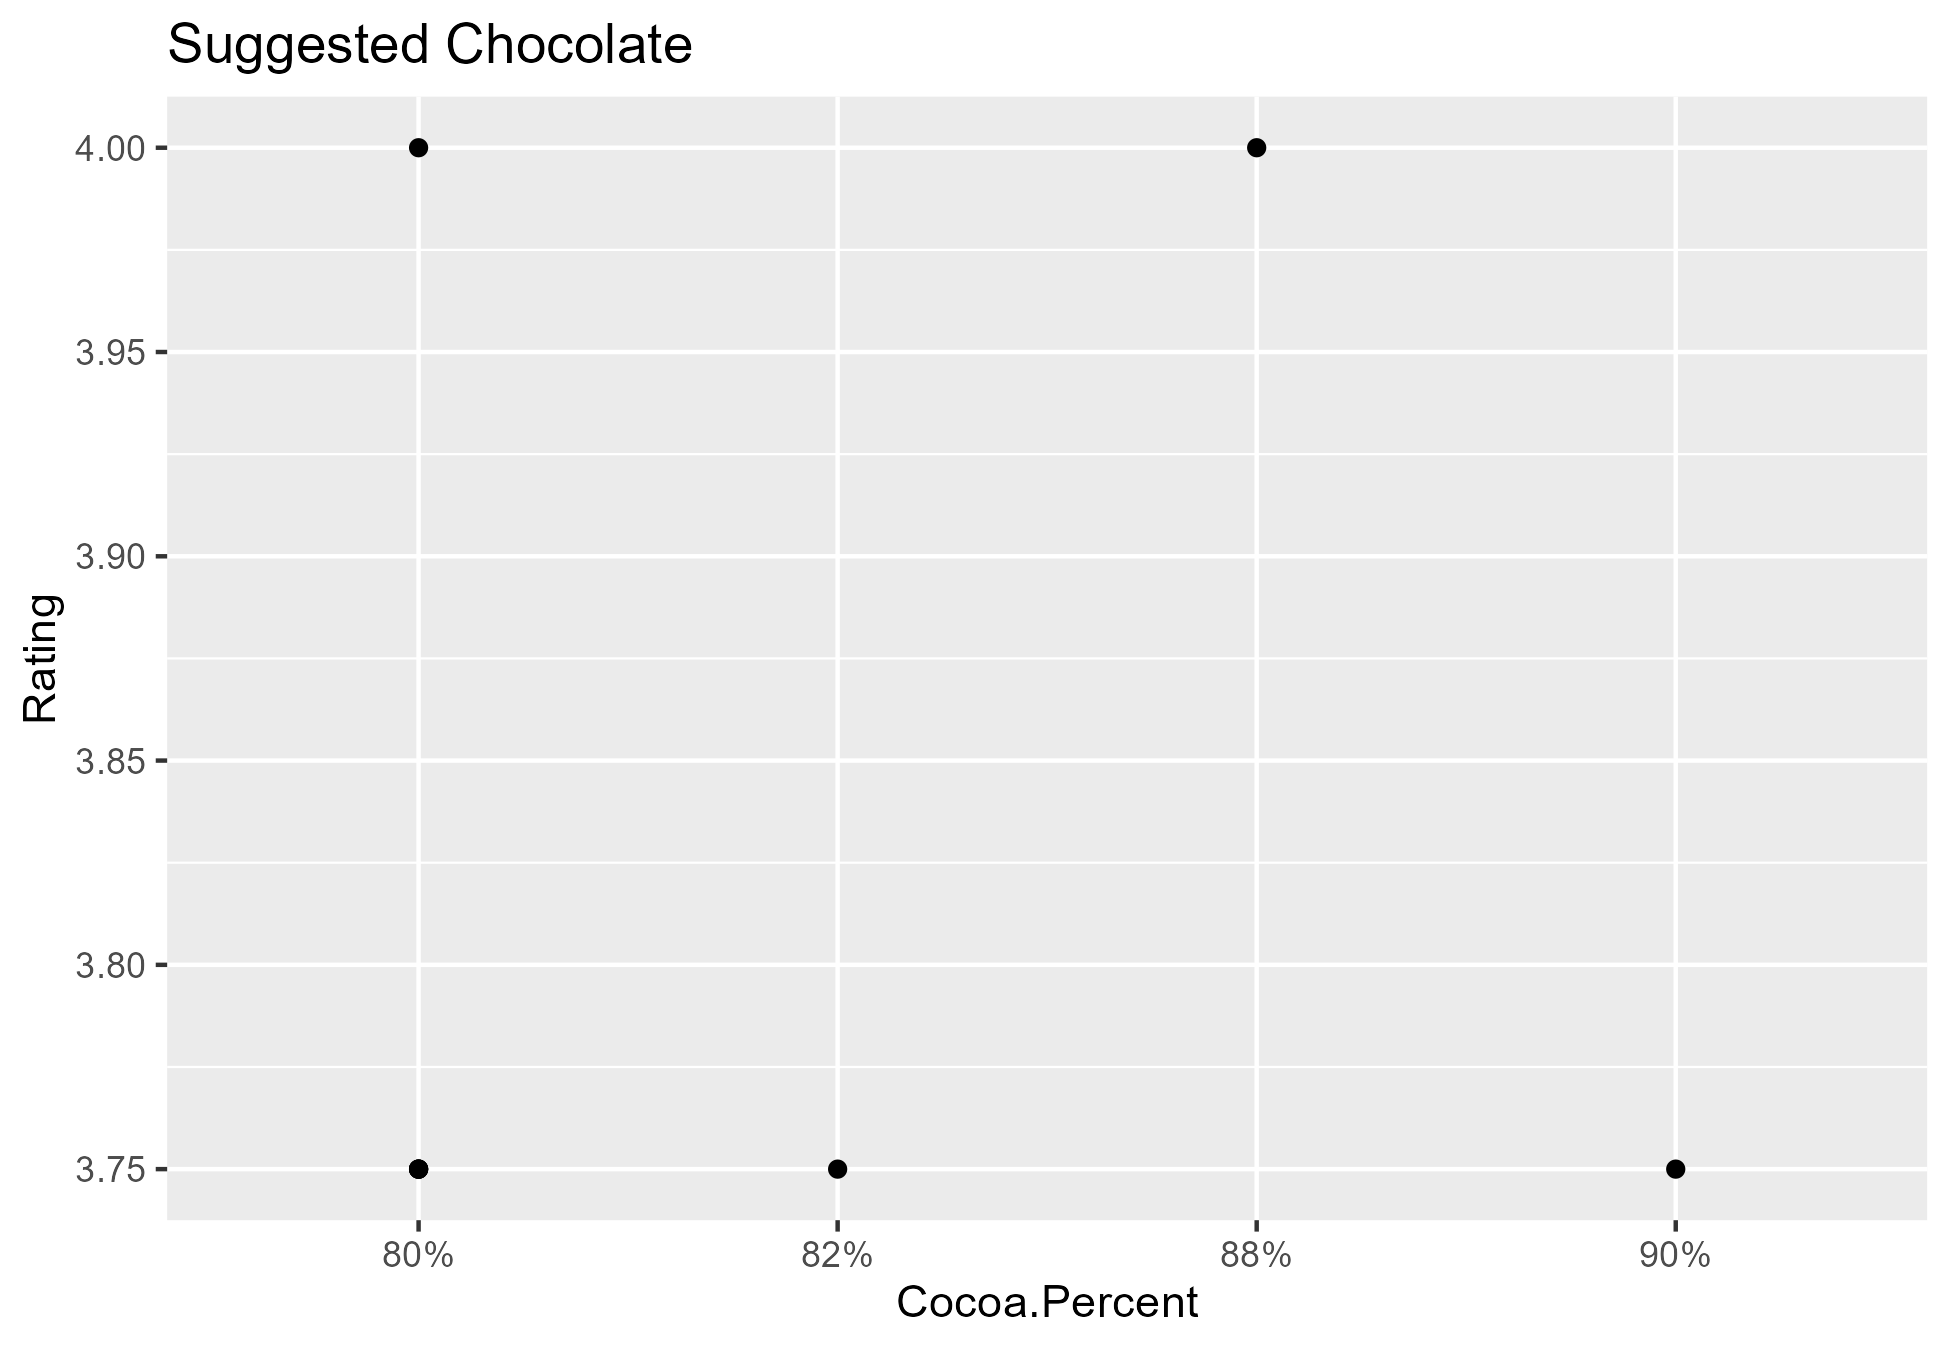 Suggested Chocolate
Rating
4.00
3.95
3.90
3.85
3.80
3.75
80% 82% 88% 90%
Cocoa.Percent